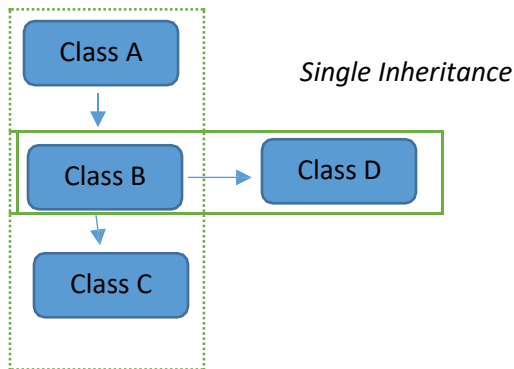 Class A
Single Inheritance
Class B
Class D
Class C